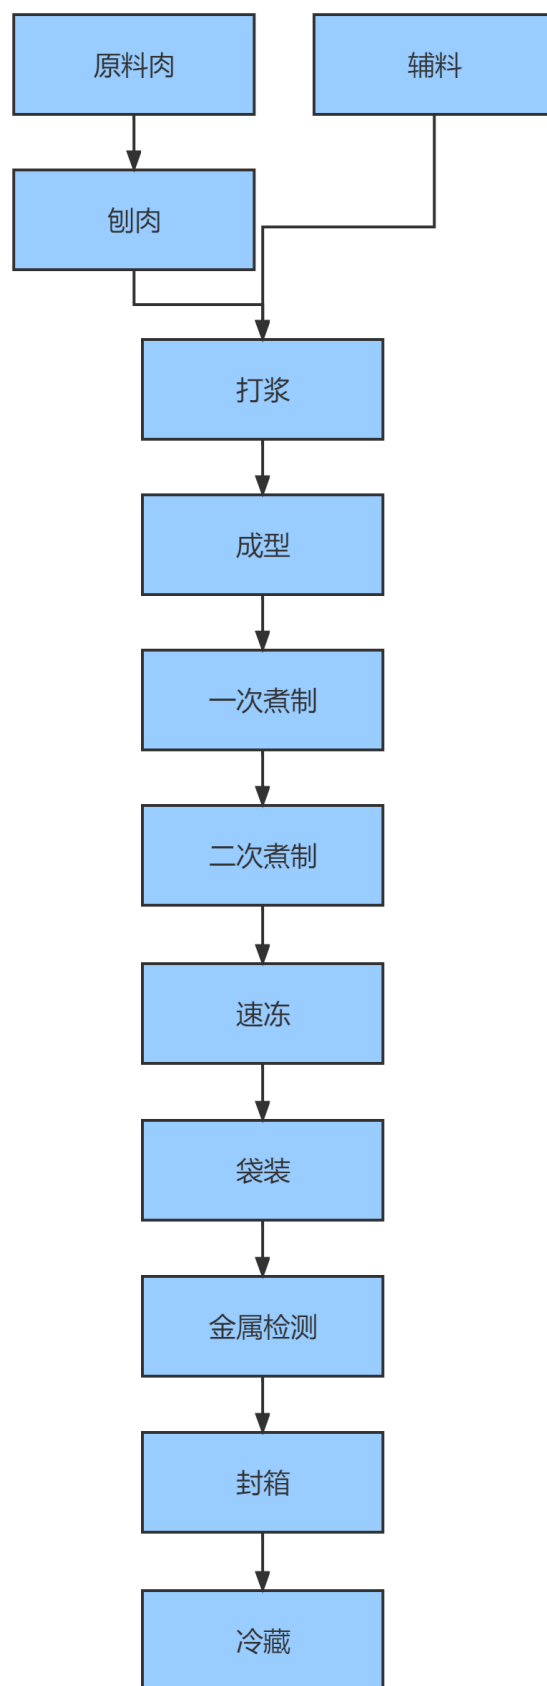 原料肉
辅料
刨肉
打浆
成型
一次煮制
二次煮制
速冻
袋装
金属检测
封箱
冷藏